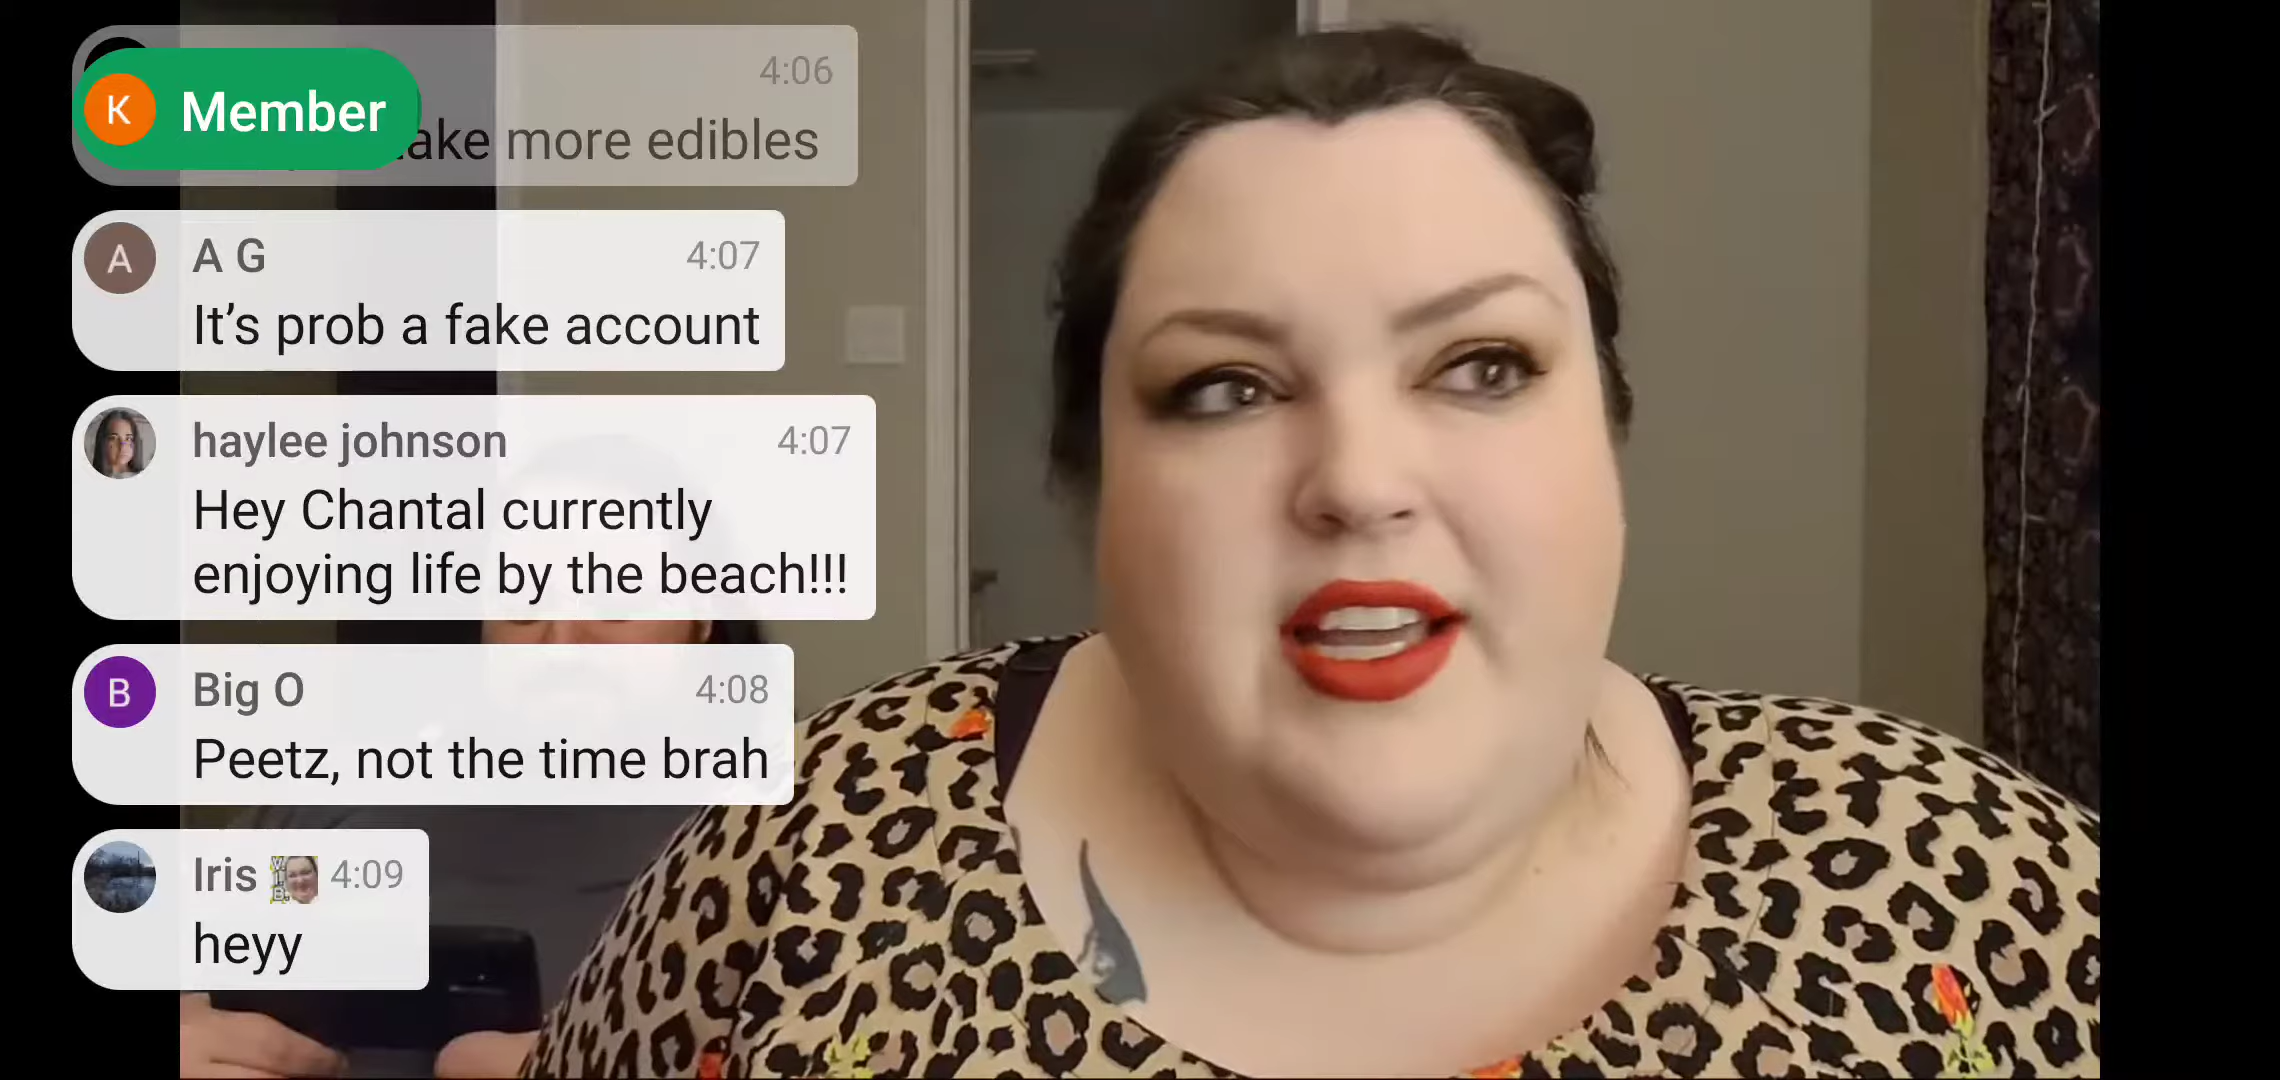 4:06
K Member
ake more edibles
A
A G 4:07
It’s prob a fake account
haylee johnson 4:07
Hey Chantal currently
enjoying life by the beach!!!
B
Big O 4:08
Peetz, not the time brah
Iris 4:09
heyy